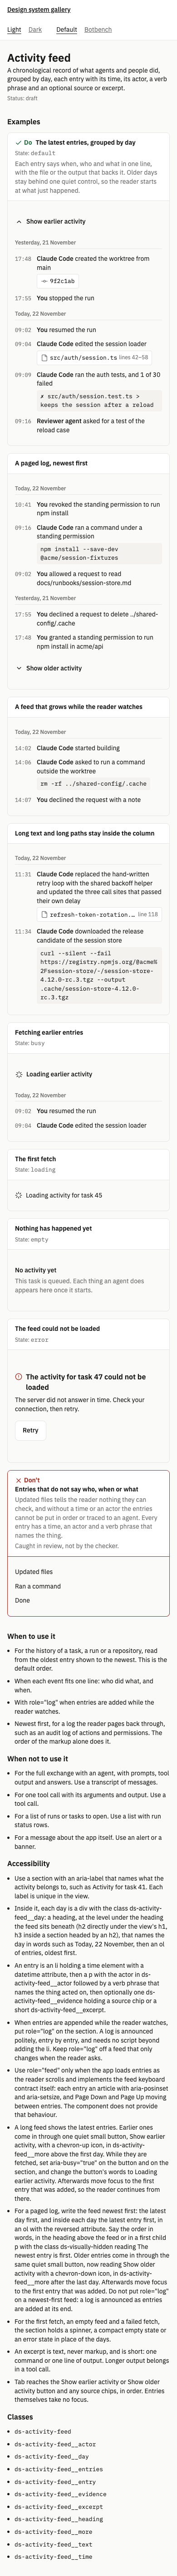 Design system gallery
Light Dark Default Botbench
Activity feed
A chronological record of what agents and people did,
grouped by day, each entry with its time, its actor, a verb
phrase and an optional source or excerpt.
Status: draft
Examples
Do The latest entries, grouped by day
State: default
Each entry says when, who and what in one line,
with the file or the output that backs it. Older days
stay behind one quiet control, so the reader starts
at what just happened.
Show earlier activity
Yesterday, 21 November
17:48 Claude Code created the worktree from
main
9f2c1ab
17:55 You stopped the run
Today, 22 November
09:02 You resumed the run
09:04 Claude Code edited the session loader
src/auth/session.ts lines 42–58
09:09 Claude Code ran the auth tests, and 1 of 30
failed
✗ src/auth/session.test.ts >
keeps the session after a reload
09:16 Reviewer agent asked for a test of the
reload case
A paged log, newest first
Today, 22 November
10:41 You revoked the standing permission to run
npm install
09:16 Claude Code ran a command under a
standing permission
npm install --save-dev
@acme/session-fixtures
09:02 You allowed a request to read
docs/runbooks/session-store.md
Yesterday, 21 November
17:55 You declined a request to delete ../shared-
config/.cache
17:48 You granted a standing permission to run
npm install in acme/api
Show older activity
A feed that grows while the reader watches
Today, 22 November
14:02 Claude Code started building
14:06 Claude Code asked to run a command
outside the worktree
rm -rf ../shared-config/.cache
14:07 You declined the request with a note
Long text and long paths stay inside the column
Today, 22 November
11:31 Claude Code replaced the hand-written
retry loop with the shared backoff helper
and updated the three call sites that passed
their own delay
refresh-token-rotation.… line 118
11:34 Claude Code downloaded the release
candidate of the session store
curl --silent --fail
https://registry.npmjs.org/@acme%
2Fsession-store/-/session-store-
4.12.0-rc.3.tgz --output
.cache/session-store-4.12.0-
rc.3.tgz
Fetching earlier entries
State: busy
Loading earlier activity
Today, 22 November
09:02 You resumed the run
09:04 Claude Code edited the session loader
The first fetch
State: loading
Loading activity for task 45
Nothing has happened yet
State: empty
No activity yet
This task is queued. Each thing an agent does
appears here once it starts.
The feed could not be loaded
State: error
The activity for task 47 could not be
loaded
The server did not answer in time. Check your
connection, then retry.
Retry
Don't
Entries that do not say who, when or what
Updated files tells the reader nothing they can
check, and without a time or an actor the entries
cannot be put in order or traced to an agent. Every
entry has a time, an actor and a verb phrase that
names the thing.
Caught in review, not by the checker.
Updated files
Ran a command
Done
When to use it
For the history of a task, a run or a repository, read
from the oldest entry shown to the newest. This is the
default order.
When each event fits one line: who did what, and
when.
With role="log" when entries are added while the
reader watches.
Newest first, for a log the reader pages back through,
such as an audit log of actions and permissions. The
order of the markup alone does it.
When not to use it
For the full exchange with an agent, with prompts, tool
output and answers. Use a transcript of messages.
For one tool call with its arguments and output. Use a
tool call.
For a list of runs or tasks to open. Use a list with run
status rows.
For a message about the app itself. Use an alert or a
banner.
Accessibility
Use a section with an aria-label that names what the
activity belongs to, such as Activity for task 41. Each
label is unique in the view.
Inside it, each day is a div with the class ds-activity-
feed__day: a heading, at the level under the heading
the feed sits beneath (h2 directly under the view's h1,
h3 inside a section headed by an h2), that names the
day in words such as Today, 22 November, then an ol
of entries, oldest first.
An entry is an li holding a time element with a
datetime attribute, then a p with the actor in ds-
activity-feed__actor followed by a verb phrase that
names the thing acted on, then optionally one ds-
activity-feed__evidence holding a source chip or a
short ds-activity-feed__excerpt.
When entries are appended while the reader watches,
put role="log" on the section. A log is announced
politely, entry by entry, and needs no script beyond
adding the li. Keep role="log" off a feed that only
changes when the reader asks.
Use role="feed" only when the app loads entries as
the reader scrolls and implements the feed keyboard
contract itself: each entry an article with aria-posinset
and aria-setsize, and Page Down and Page Up moving
between entries. The component does not provide
that behaviour.
A long feed shows the latest entries. Earlier ones
come in through one quiet small button, Show earlier
activity, with a chevron-up icon, in ds-activity-
feed__more above the first day. While they are
fetched, set aria-busy="true" on the button and on the
section, and change the button's words to Loading
earlier activity. Afterwards move focus to the first
entry that was added, so the reader continues from
there.
For a paged log, write the feed newest first: the latest
day first, and inside each day the latest entry first, in
an ol with the reversed attribute. Say the order in
words, in the heading above the feed or in a first child
p with the class ds-visually-hidden reading The
newest entry is first. Older entries come in through the
same quiet small button, now reading Show older
activity with a chevron-down icon, in ds-activity-
feed__more after the last day. Afterwards move focus
to the first entry that was added. Do not put role="log"
on a newest-first feed: a log is announced as entries
are added at its end.
For the first fetch, an empty feed and a failed fetch,
the section holds a spinner, a compact empty state or
an error state in place of the days.
An excerpt is text, never markup, and is short: one
command or one line of output. Longer output belongs
in a tool call.
Tab reaches the Show earlier activity or Show older
activity button and any source chips, in order. Entries
themselves take no focus.
Classes
ds-activity-feed
ds-activity-feed__actor
ds-activity-feed__day
ds-activity-feed__entries
ds-activity-feed__entry
ds-activity-feed__evidence
ds-activity-feed__excerpt
ds-activity-feed__heading
ds-activity-feed__more
ds-activity-feed__text
ds-activity-feed__time